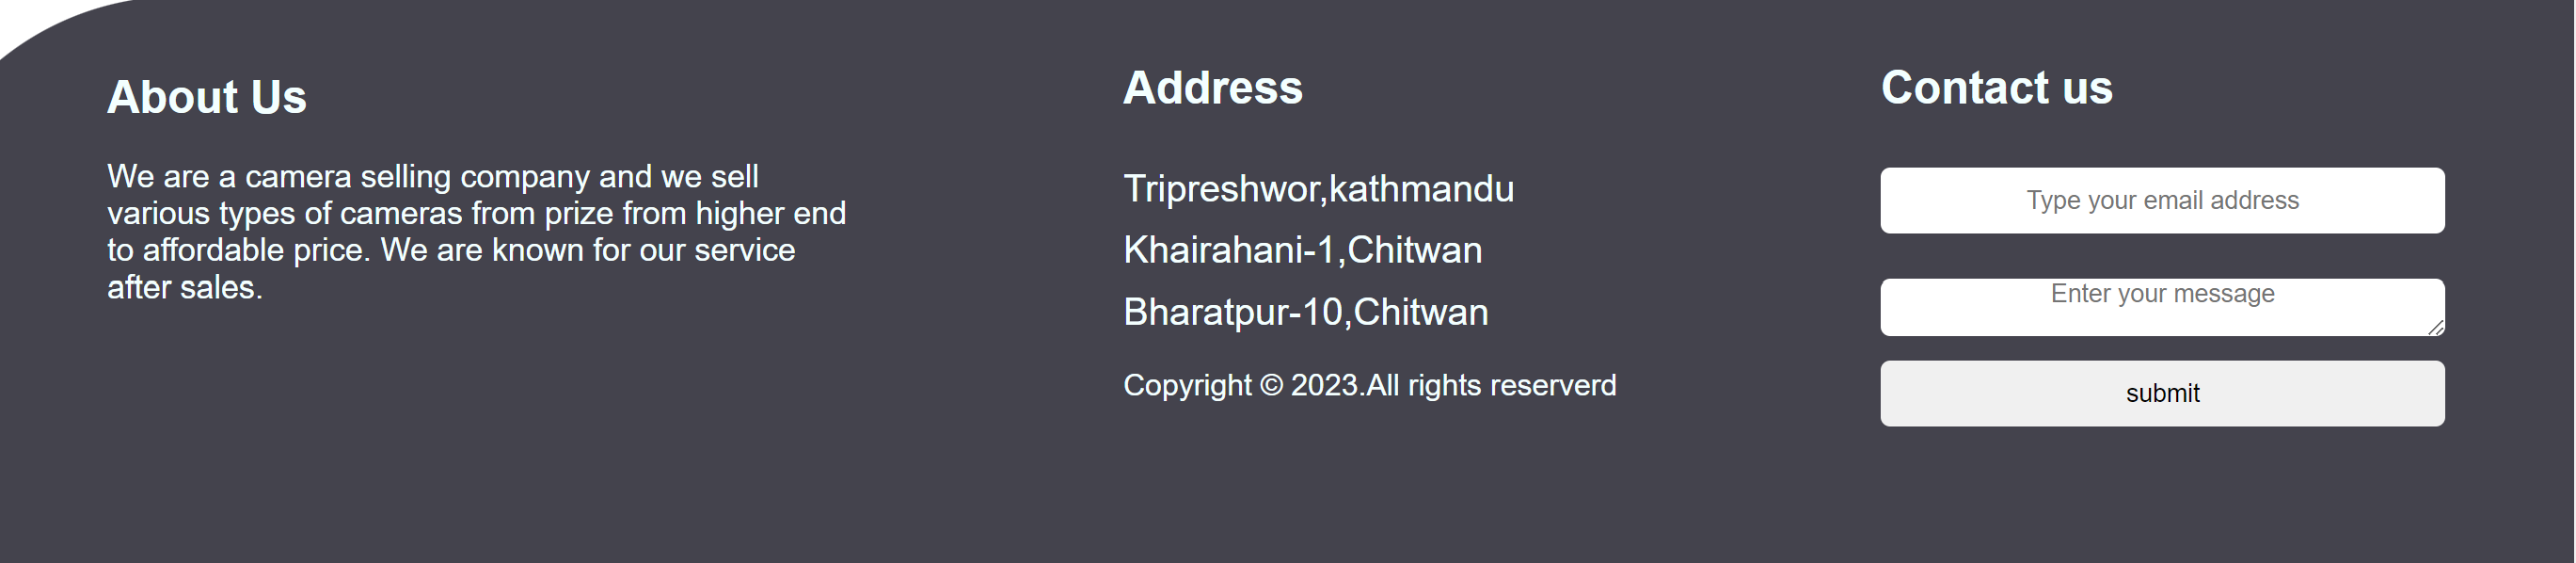 About Us
We are a camera selling company and we sell
various types of cameras from prize from higher end
to affordable price. We are known for our service
after sales.
Address
Tripreshwor,kathmandu
Khairahani-1,Chitwan
Bharatpur-10,Chitwan
Copyright © 2023.All rights reserverd
Contact us
Type your email address
Enter your message
submit